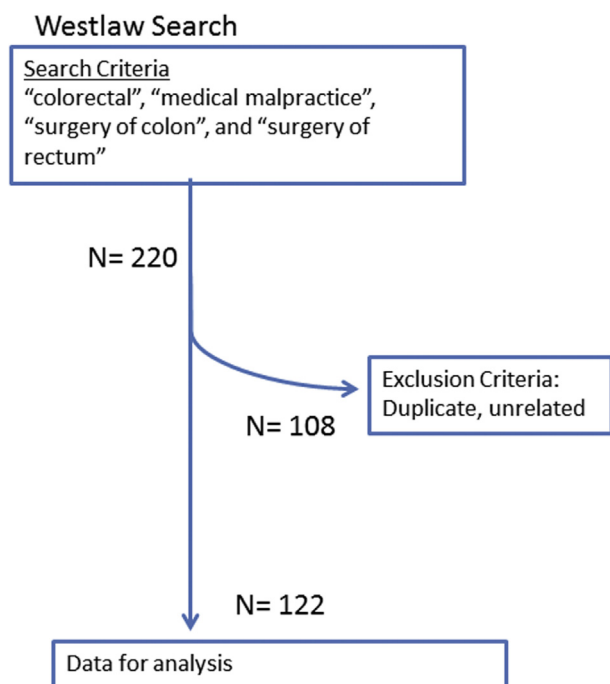 Westlaw Search
Search Criteria
“colorectal”, “medical malpractice”,
“surgery of colon”, and “surgery of
rectum”
N= 220
Exclusion Criteria:
Duplicate, unrelated
N= 108
N= 122
Data for analysis